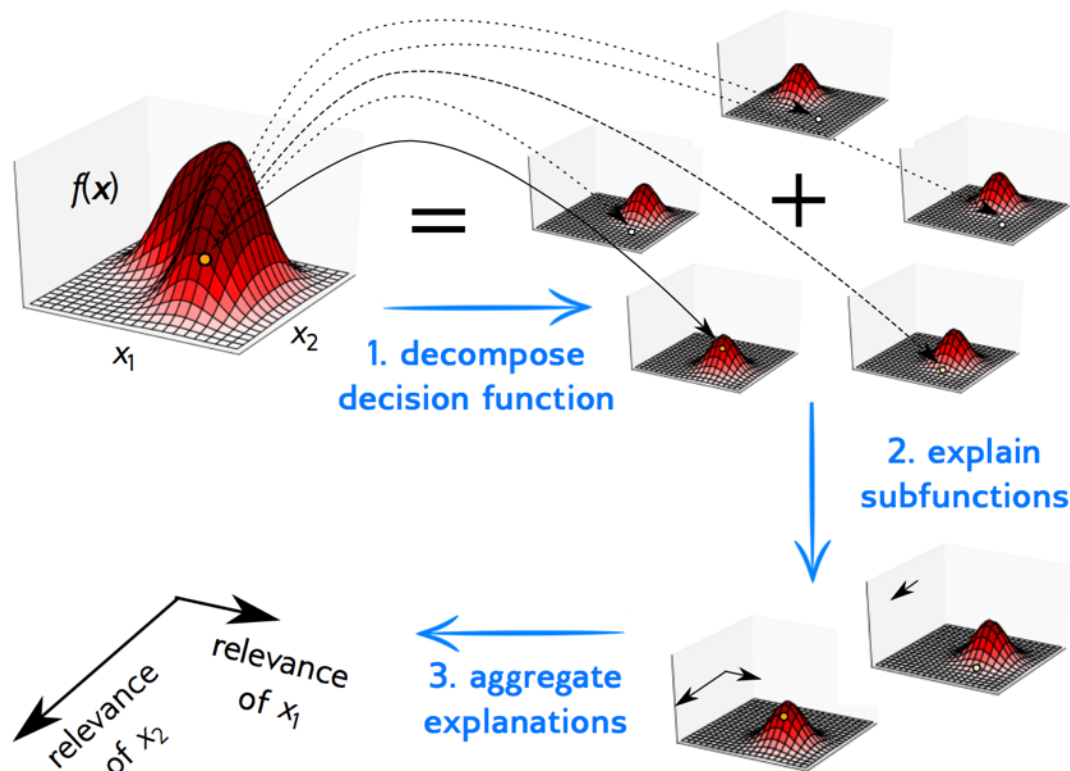 f(x)
=
+
x₁
x₂
1. decompose
decision function
2. explain
subfunctions
3. aggregate
explanations
relevance
of x₁
relevance
of x₂